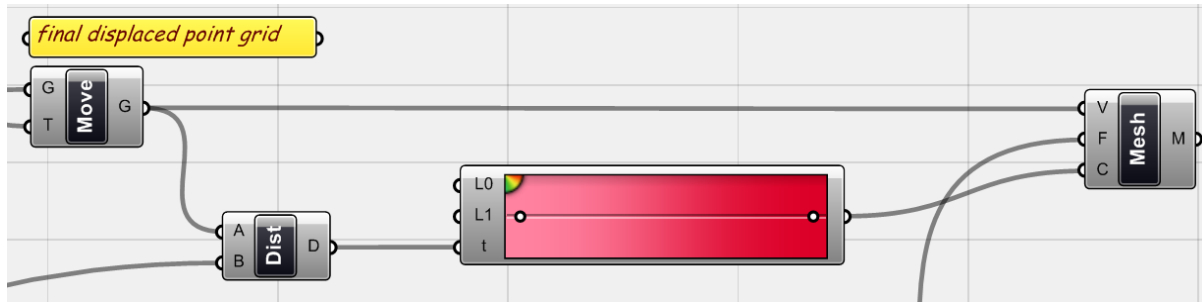 final displaced point grid
G
T
Move
G
A
B
Dist
D
L0
L1
t
V
F
C
Mesh
M